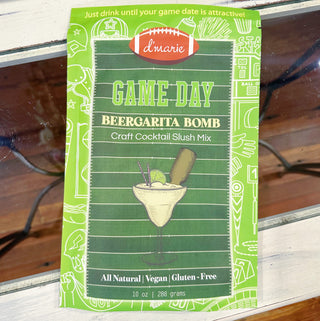 Just drink until your game date is attractive!
d'marie
GAME DAY
BEERGARITA BOMB
Craft Cocktail Slush Mix
All Natural | Vegan | Gluten - Free
10 oz | 286 grams